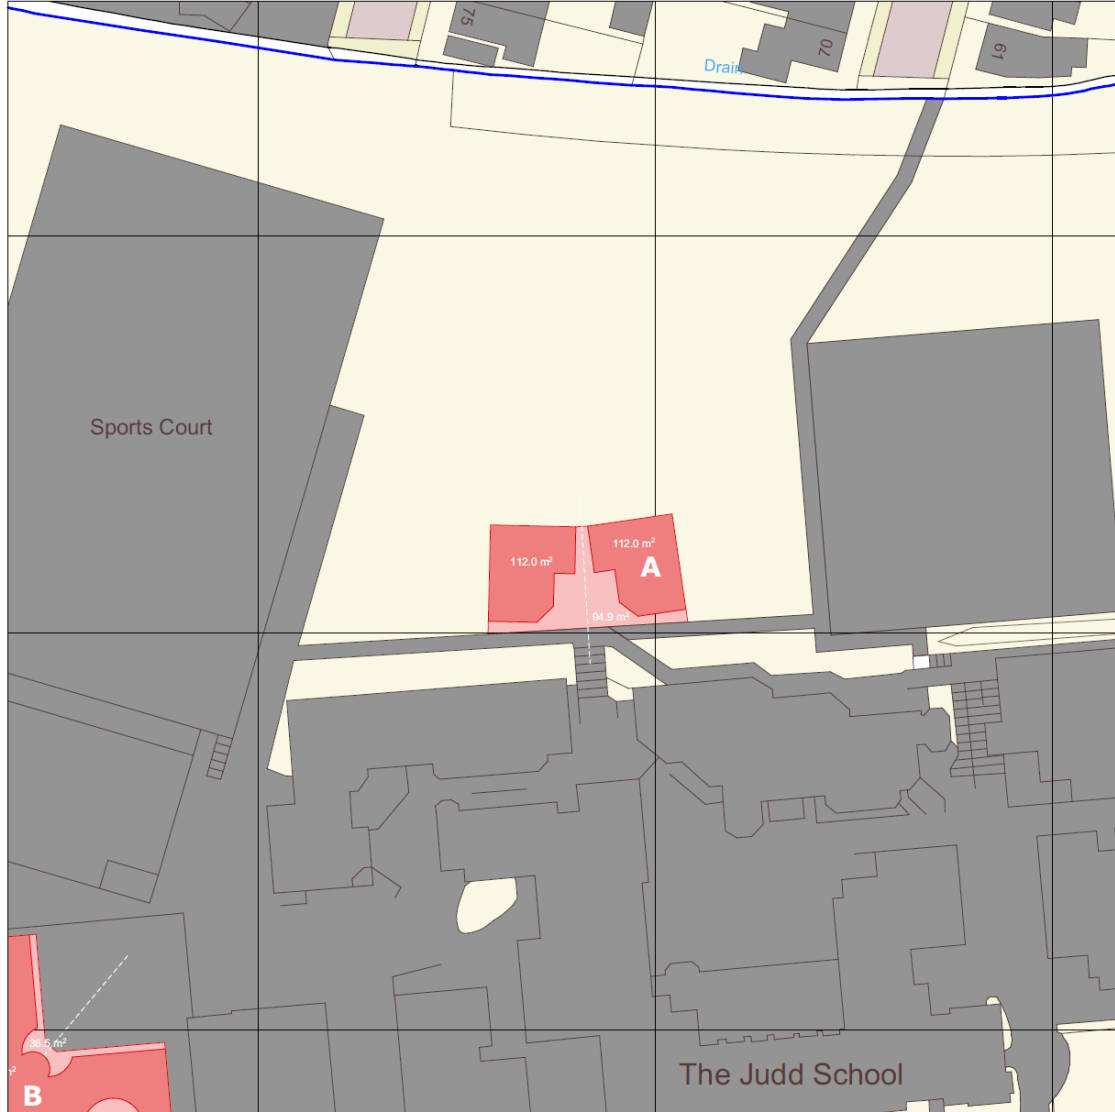 75
70
61
Drain
Sports Court
112.0 m²
112.0 m²
A
94.9 m²
36.5 m²
m²
B
The Judd School